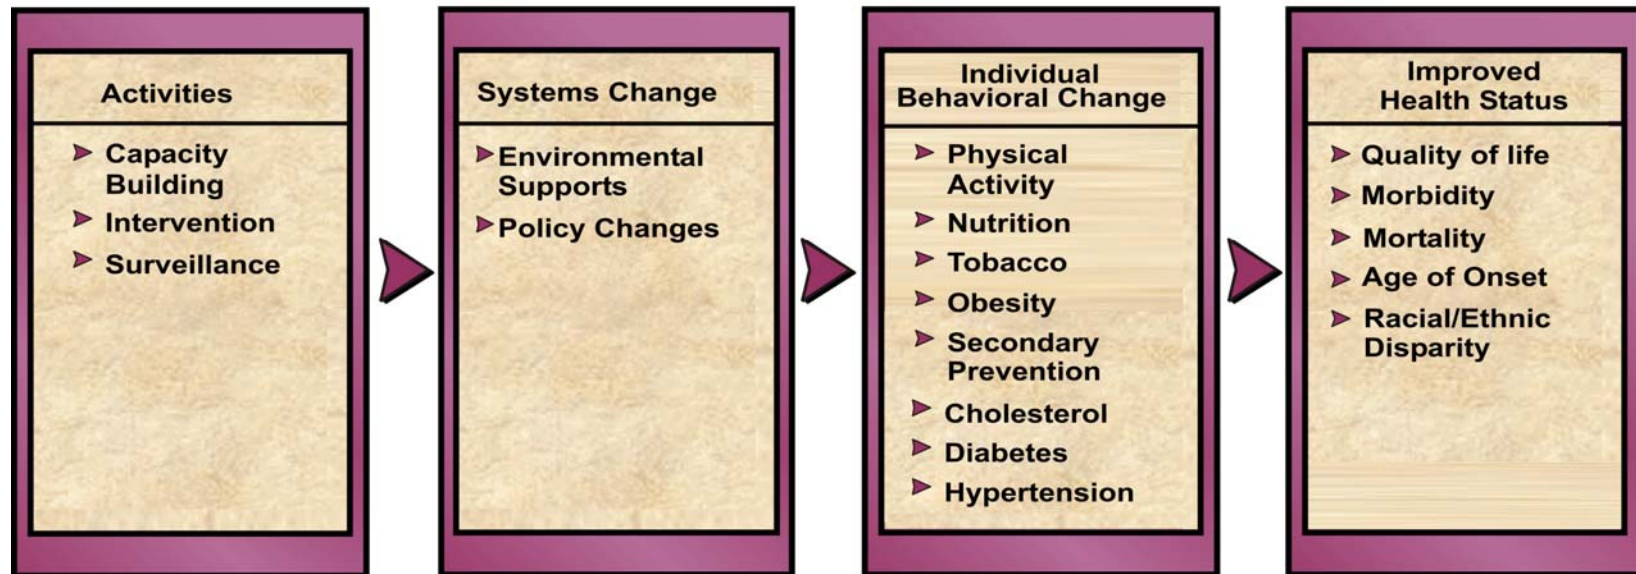 Activities
Capacity
Building
Intervention
Surveillance
Systems Change
Environmental
Supports
Policy Changes
Individual
Behavioral Change
Physical
Activity
Nutrition
Tobacco
Obesity
Secondary
Prevention
Cholesterol
Diabetes
Hypertension
Improved
Health Status
Quality of life
Morbidity
Mortality
Age of Onset
Racial/Ethnic
Disparity